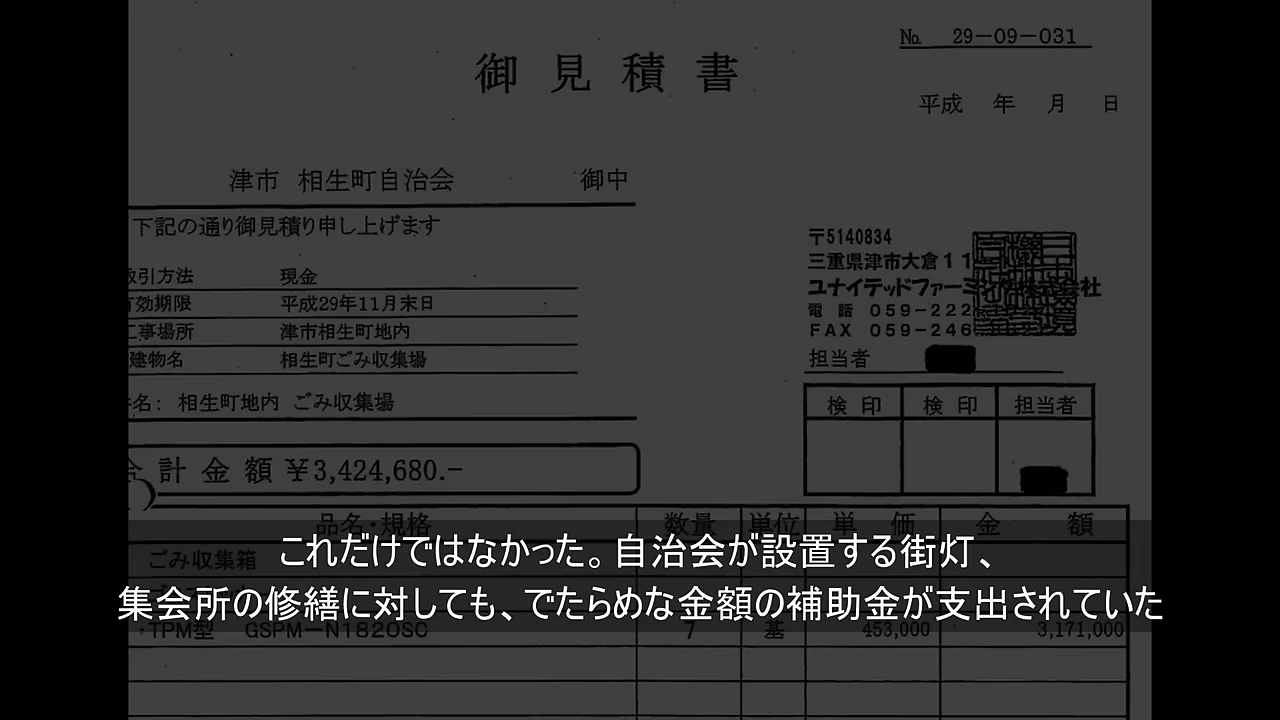 No. 29-09-031
御見積書
平成 年 月 日
津市 相生町自治会 御中
下記の通り御見積り申し上げます
〒5140834
三重県津市大倉11
ユナイテッドファーミング株式会社
電話 059-222
FAX 059-246
担当者
取引方法 現金
有効期限 平成29年11月末日
工事場所 津市相生町地内
建物名 相生町ごみ収集場
件名: 相生町地内 ごみ収集場
検印 検印 担当者
合計金額 ¥3,424,680.-
品名・規格 数量 単位 単価 金額
ごみ収集箱
これだけではなかった。自治会が設置する街灯、
集会所の修繕に対しても、でたらめな金額の補助金が支出されていた
TPM型 GSPM-N1820SC 7 基 453,000 3,171,000